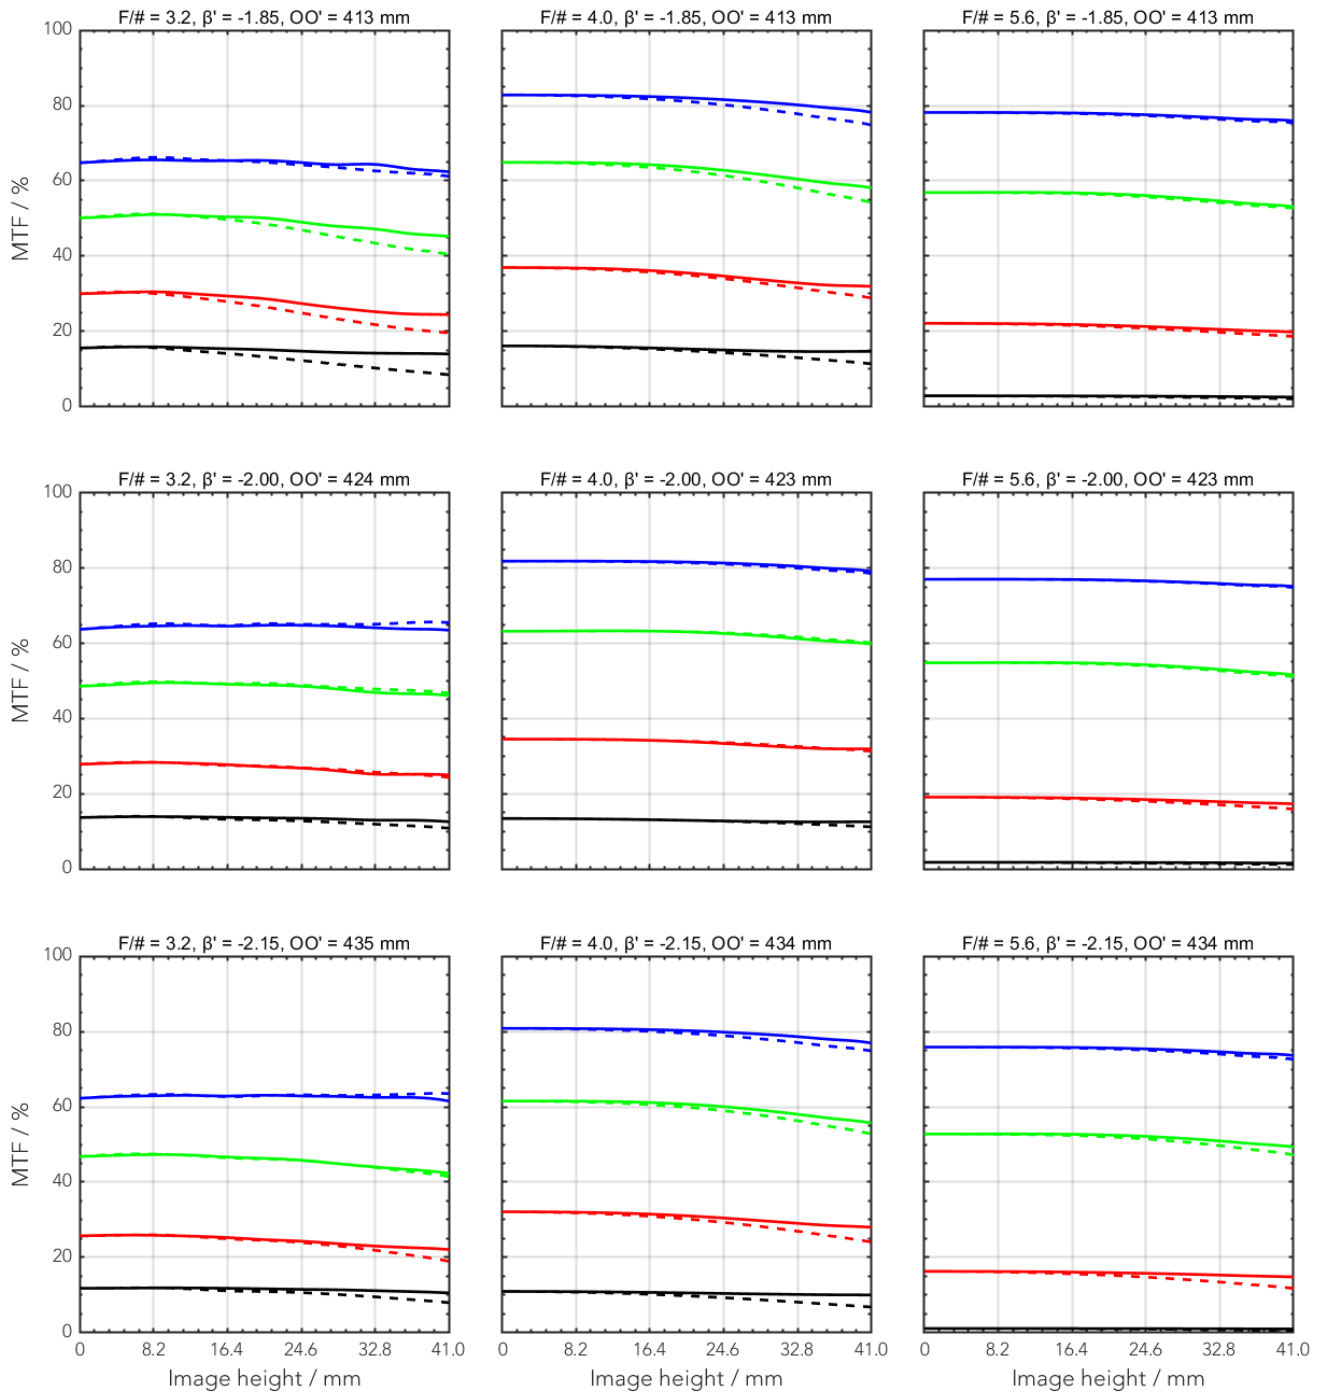 F/# = 3.2, β' = -1.85, OO' = 413 mm
F/# = 4.0, β' = -1.85, OO' = 413 mm
F/# = 5.6, β' = -1.85, OO' = 413 mm
100
80
60
40
20
0
MTF / %
F/# = 3.2, β' = -2.00, OO' = 424 mm
F/# = 4.0, β' = -2.00, OO' = 423 mm
F/# = 5.6, β' = -2.00, OO' = 423 mm
100
80
60
40
20
0
MTF / %
F/# = 3.2, β' = -2.15, OO' = 435 mm
F/# = 4.0, β' = -2.15, OO' = 434 mm
F/# = 5.6, β' = -2.15, OO' = 434 mm
100
80
60
40
20
0
MTF / %
0 8.2 16.4 24.6 32.8 41.0
0 8.2 16.4 24.6 32.8 41.0
0 8.2 16.4 24.6 32.8 41.0
Image height / mm
Image height / mm
Image height / mm